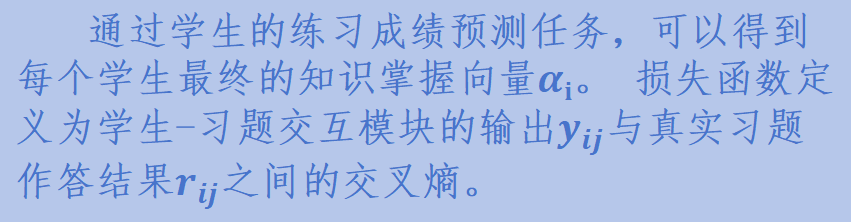 通过学生的练习成绩预测任务，可以得到
每个学生最终的知识掌握向量αi。 损失函数定
义为学生-习题交互模块的输出yij与真实习题
作答结果rij之间的交叉熵。